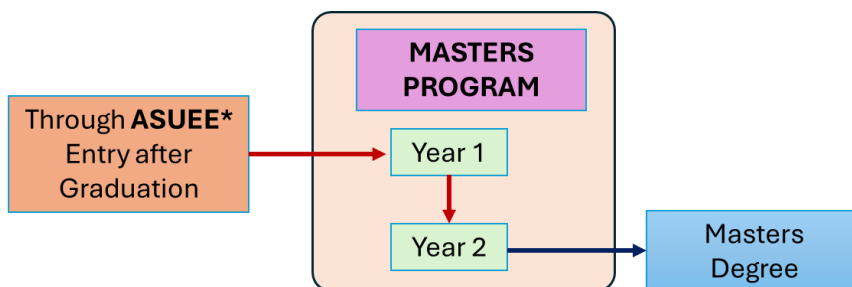 MASTERS
PROGRAM
Through ASUEE*
Entry after
Graduation
Year 1
Year 2
Masters
Degree